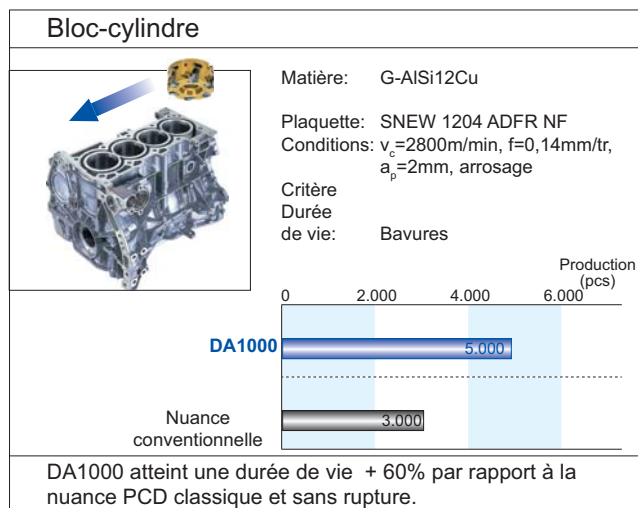 Bloc-cylindre
Matière: G-AlSi12Cu
Plaquette: SNEW 1204 ADFR NF
Conditions: vc=2800m/min, f=0,14mm/tr,
ap=2mm, arrosage
Critère
Durée
de vie: Bavures
Production
(pcs)
0 2.000 4.000 6.000
DA1000 5.000
Nuance
conventionnelle 3.000
DA1000 atteint une durée de vie + 60% par rapport à la
nuance PCD classique et sans rupture.